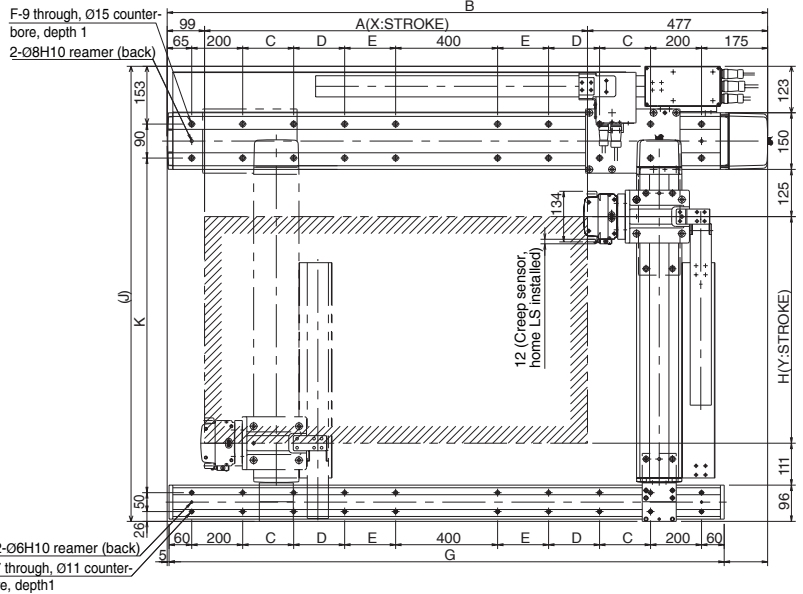 B
F-9 through, Ø15 counter-
bore, depth 1
2-Ø8H10 reamer (back)
99
A(X:STROKE)
477
65
200
C
D
E
400
E
D
C
200
175
153
90
123
150
125
134
12 (Creep sensor,
home LS installed)
(J)
K
H(Y:STROKE)
111
96
50
26
2-Ø6H10 reamer (back)
through, Ø11 counter-
re, depth1
60
200
C
D
E
400
E
D
C
200
60
5
G